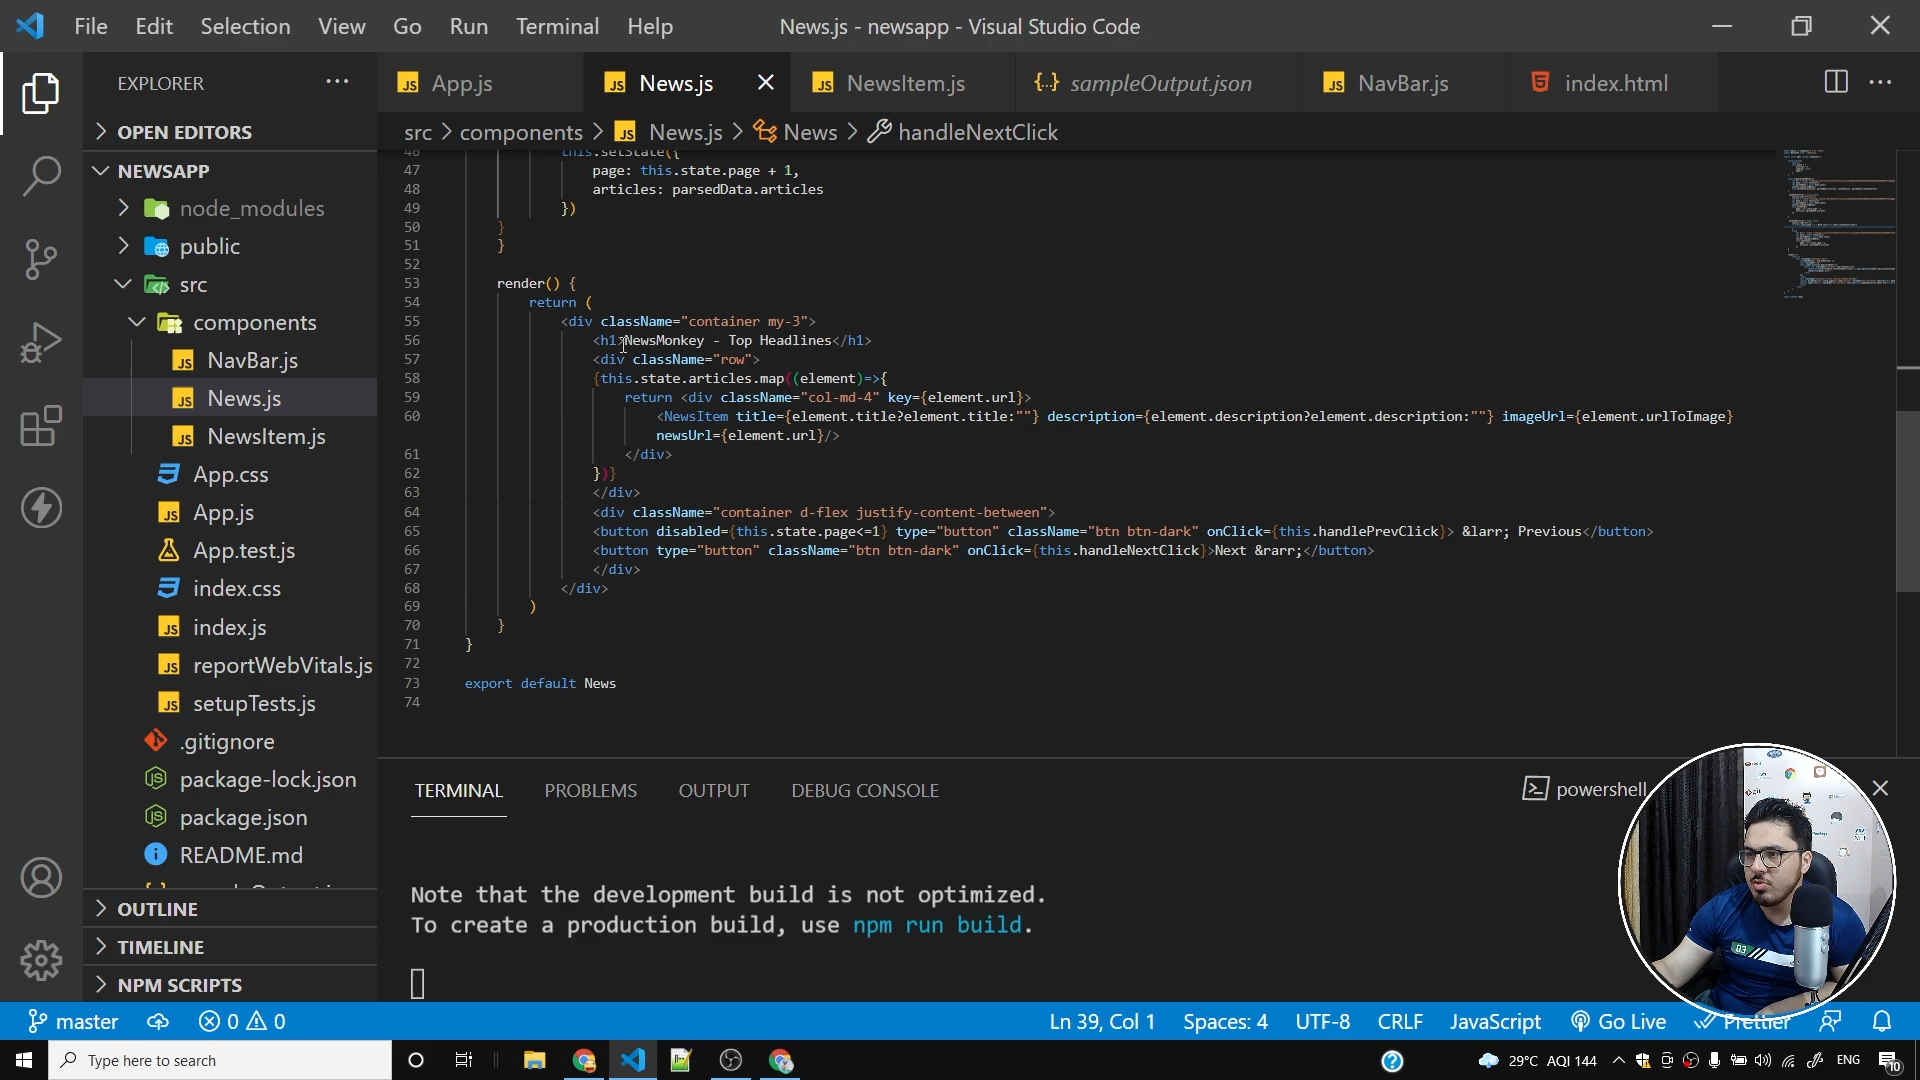 File Edit Selection View Go Run Terminal Help
News.js - newsapp - Visual Studio Code
EXPLORER
App.js
News.js
NewsItem.js
sampleOutput.json
NavBar.js
index.html
src > components > News.js > News > handleNextClick
OPEN EDITORS
NEWSAPP
node_modules
public
src
components
NavBar.js
News.js
NewsItem.js
App.css
App.js
App.test.js
index.css
index.js
reportWebVitals.js
setupTests.js
.gitignore
package-lock.json
package.json
README.md
OUTLINE
TIMELINE
NPM SCRIPTS
46 this.setState({
47 page: this.state.page + 1,
48 articles: parsedData.articles
49 })
50 }
51 }
52
53 render() {
54 return (
55 <div className="container my-3">
56 <h1>NewsMonkey - Top Headlines</h1>
57 <div className="row">
58 {this.state.articles.map((element)=>{
59 return <div className="col-md-4" key={element.url}>
60 <NewsItem title={element.title?element.title:""} description={element.description?element.description:""} imageUrl={element.urlToImage}
newsUrl={element.url}/>
61 </div>
62 })}
63 </div>
64 <div className="container d-flex justify-content-between">
65 <button disabled={this.state.page<=1} type="button" className="btn btn-dark" onClick={this.handlePrevClick}> &larr; Previous</button>
66 <button type="button" className="btn btn-dark" onClick={this.handleNextClick}>Next &rarr;</button>
67 </div>
68 </div>
69 )
70 }
71 }
72
73 export default News
74
TERMINAL PROBLEMS OUTPUT DEBUG CONSOLE
powershell
Note that the development build is not optimized.
To create a production build, use npm run build.
master 0 0 Ln 39, Col 1 Spaces: 4 UTF-8 CRLF JavaScript Go Live Prettier
Type here to search
29°C AQI 144 ENG 10